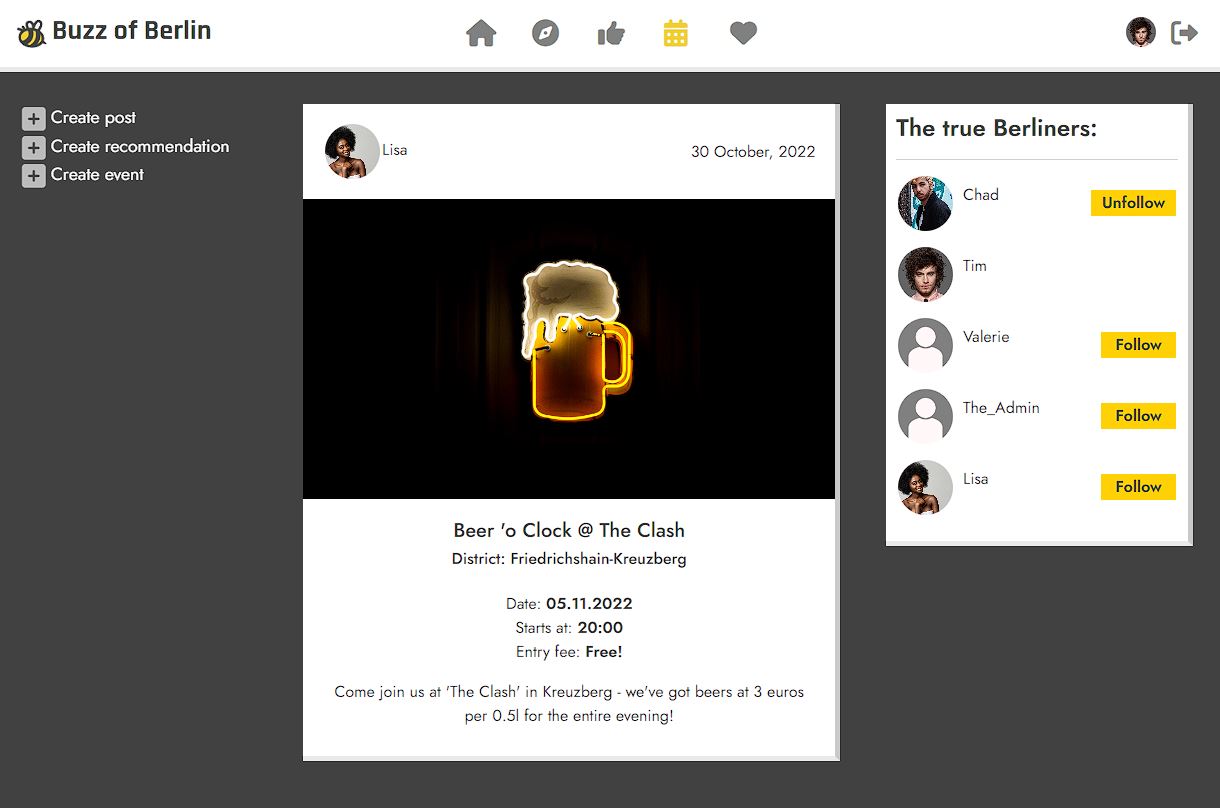 Buzz of Berlin
Create post
Create recommendation
Create event
Lisa
30 October, 2022
Beer 'o Clock @ The Clash
District: Friedrichshain-Kreuzberg
Date: 05.11.2022
Starts at: 20:00
Entry fee: Free!
Come join us at 'The Clash' in Kreuzberg - we've got beers at 3 euros
per 0.5l for the entire evening!
The true Berliners:
Chad
Unfollow
Tim
Valerie
Follow
The_Admin
Follow
Lisa
Follow